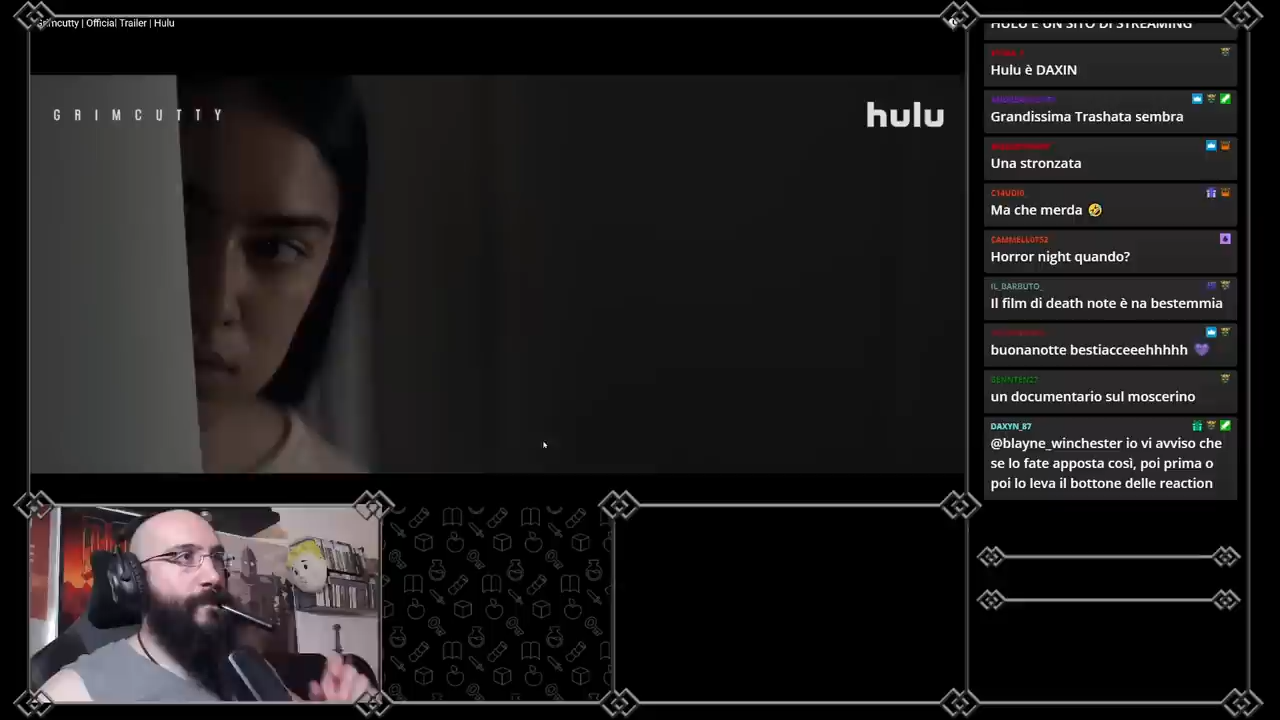 Grimcutty | Official Trailer | Hulu
GRIMCUTTY
hulu
HULU È UN SITO DI STREAMING
Hulu è DAXIN
Grandissima Trashata sembra
Una stronzata
C14UDI0_
Ma che merda 🤣
CAMMELLOTS2
Horror night quando?
IL_BARBUTO_
Il film di death note è na bestemmia
buonanotte bestiacceeehhhhh 💜
BENNTEN27
un documentario sul moscerino
DAXYN_87
@blayne_winchester io vi avviso che
se lo fate apposta così, poi prima o
poi lo leva il bottone delle reaction